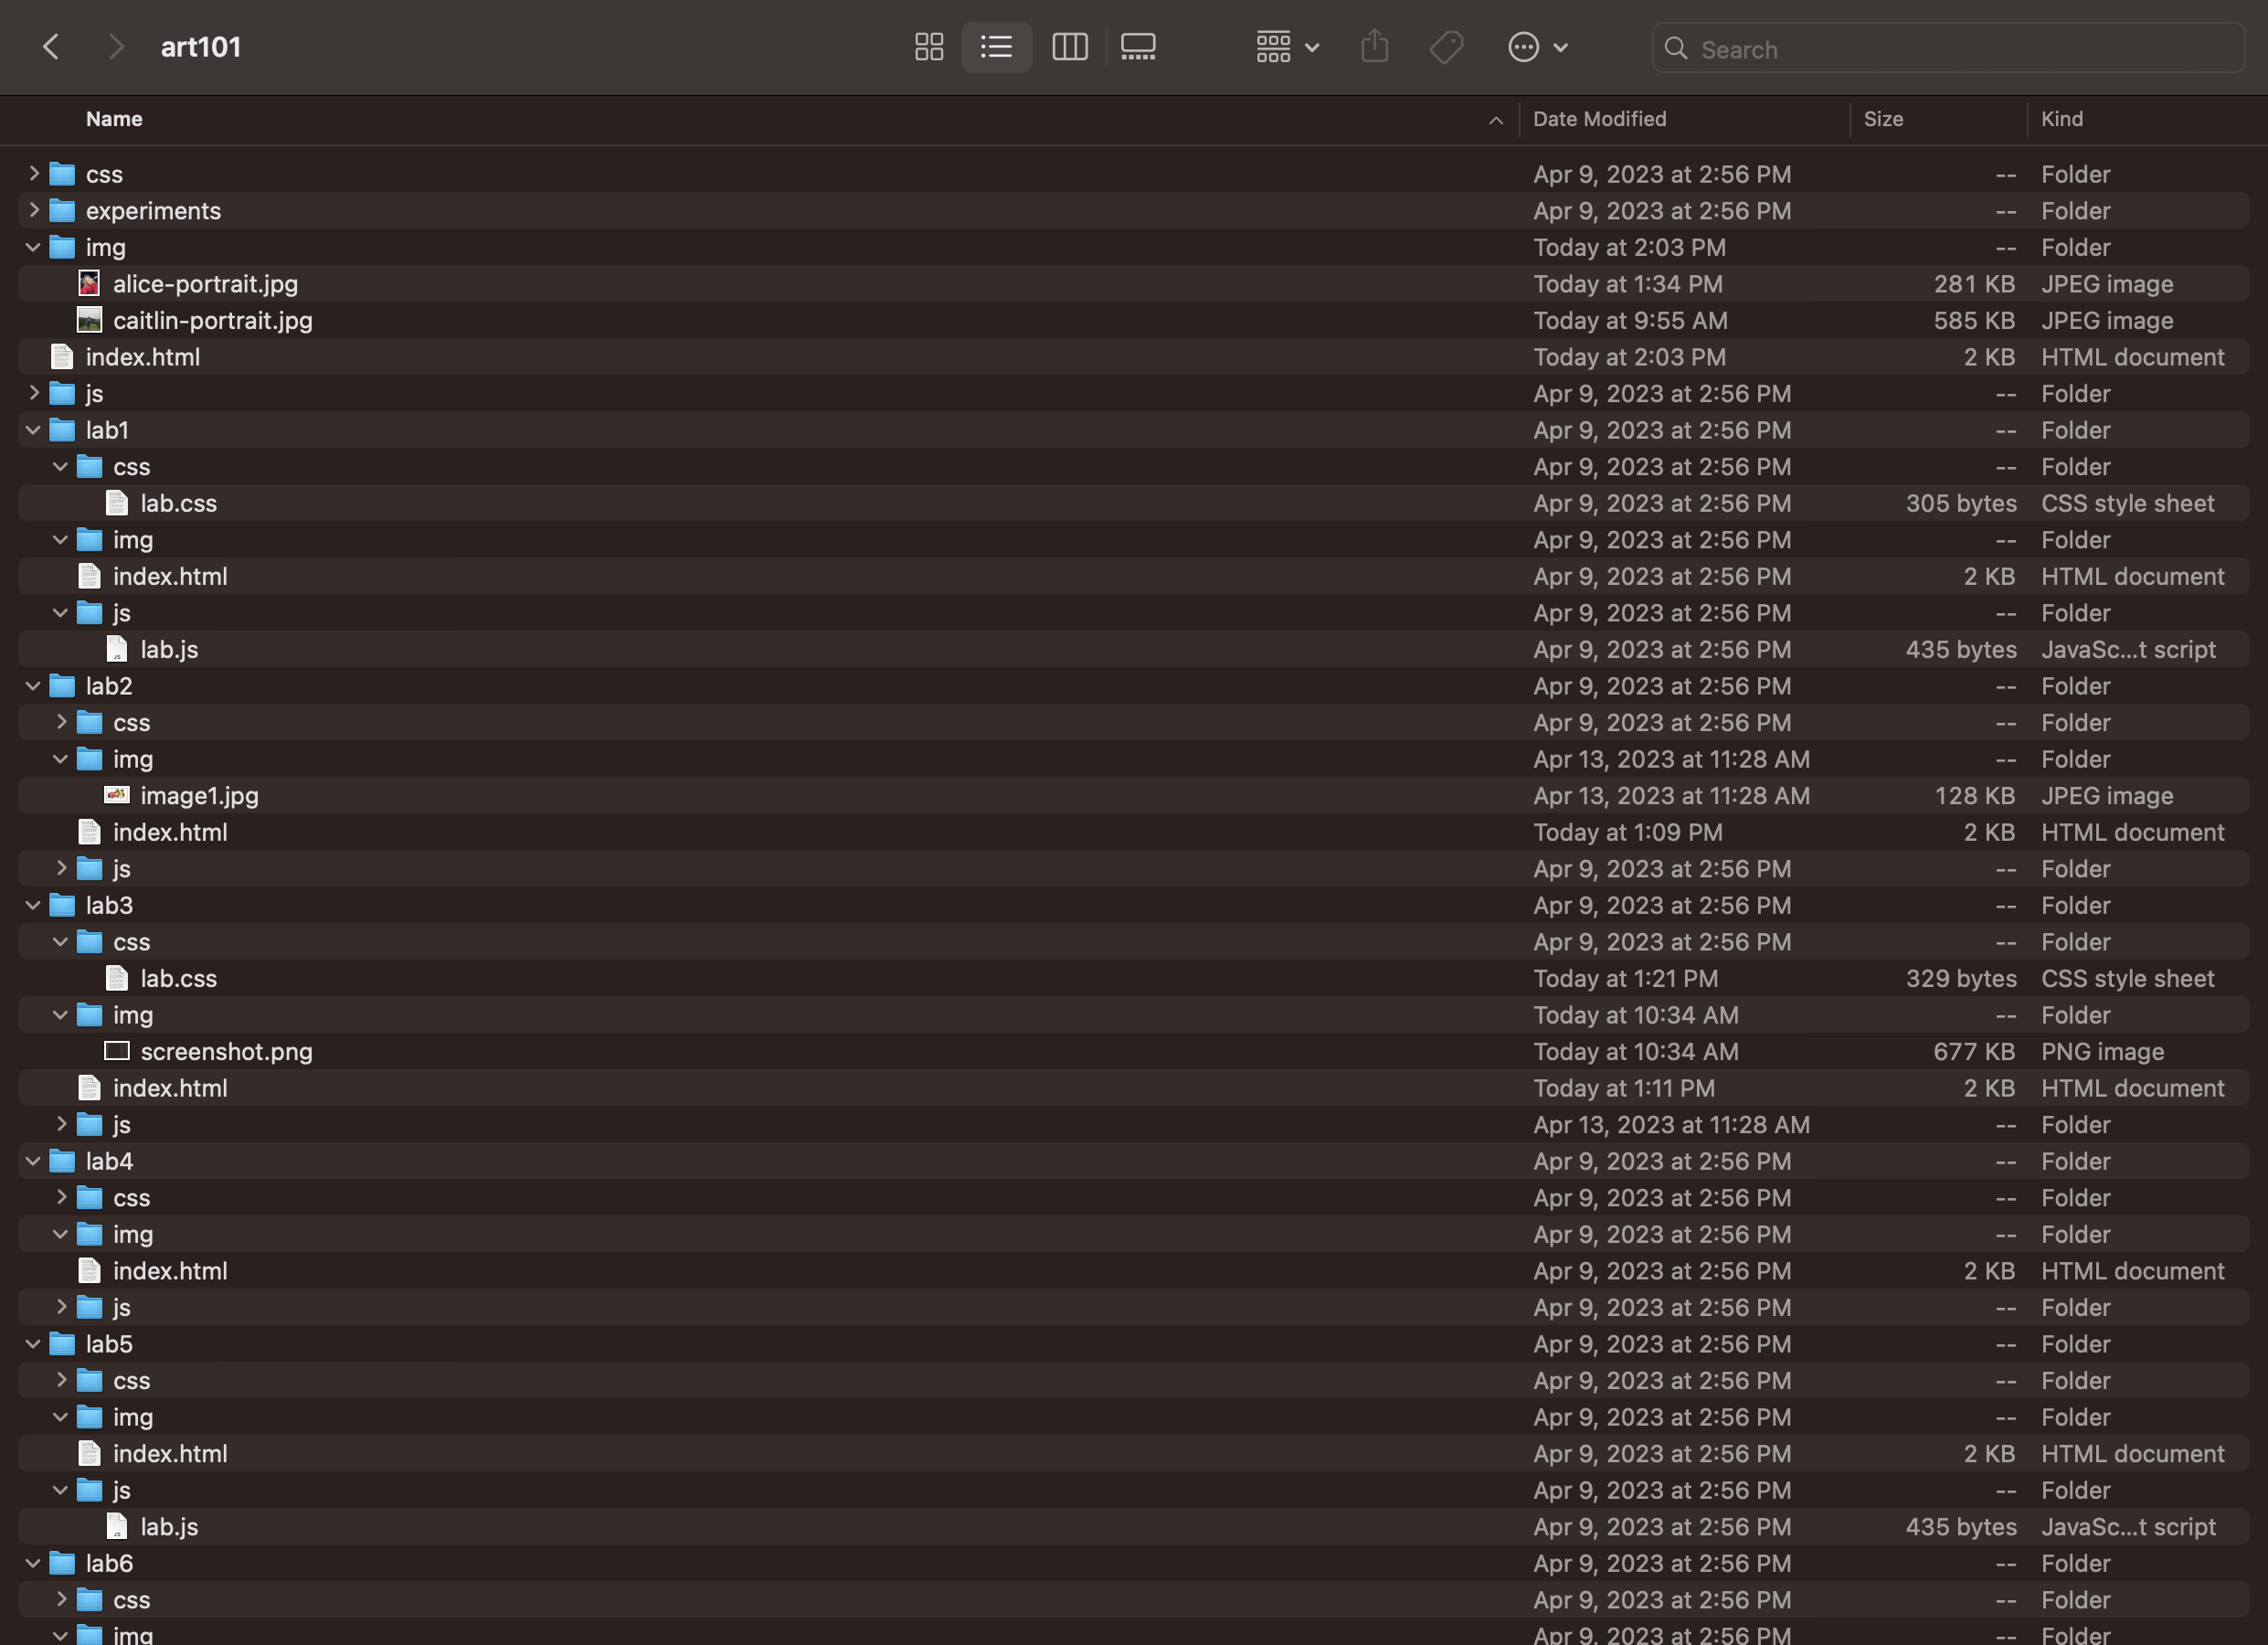 art101
Search
Name Date Modified Size Kind
css Apr 9, 2023 at 2:56 PM -- Folder
experiments Apr 9, 2023 at 2:56 PM -- Folder
img Today at 2:03 PM -- Folder
alice-portrait.jpg Today at 1:34 PM 281 KB JPEG image
caitlin-portrait.jpg Today at 9:55 AM 585 KB JPEG image
index.html Today at 2:03 PM 2 KB HTML document
js Apr 9, 2023 at 2:56 PM -- Folder
lab1 Apr 9, 2023 at 2:56 PM -- Folder
css Apr 9, 2023 at 2:56 PM -- Folder
lab.css Apr 9, 2023 at 2:56 PM 305 bytes CSS style sheet
img Apr 9, 2023 at 2:56 PM -- Folder
index.html Apr 9, 2023 at 2:56 PM 2 KB HTML document
js Apr 9, 2023 at 2:56 PM -- Folder
lab.js Apr 9, 2023 at 2:56 PM 435 bytes JavaSc...t script
lab2 Apr 9, 2023 at 2:56 PM -- Folder
css Apr 9, 2023 at 2:56 PM -- Folder
img Apr 13, 2023 at 11:28 AM -- Folder
image1.jpg Apr 13, 2023 at 11:28 AM 128 KB JPEG image
index.html Today at 1:09 PM 2 KB HTML document
js Apr 9, 2023 at 2:56 PM -- Folder
lab3 Apr 9, 2023 at 2:56 PM -- Folder
css Apr 9, 2023 at 2:56 PM -- Folder
lab.css Today at 1:21 PM 329 bytes CSS style sheet
img Today at 10:34 AM -- Folder
screenshot.png Today at 10:34 AM 677 KB PNG image
index.html Today at 1:11 PM 2 KB HTML document
js Apr 13, 2023 at 11:28 AM -- Folder
lab4 Apr 9, 2023 at 2:56 PM -- Folder
css Apr 9, 2023 at 2:56 PM -- Folder
img Apr 9, 2023 at 2:56 PM -- Folder
index.html Apr 9, 2023 at 2:56 PM 2 KB HTML document
js Apr 9, 2023 at 2:56 PM -- Folder
lab5 Apr 9, 2023 at 2:56 PM -- Folder
css Apr 9, 2023 at 2:56 PM -- Folder
img Apr 9, 2023 at 2:56 PM -- Folder
index.html Apr 9, 2023 at 2:56 PM 2 KB HTML document
js Apr 9, 2023 at 2:56 PM -- Folder
lab.js Apr 9, 2023 at 2:56 PM 435 bytes JavaSc...t script
lab6 Apr 9, 2023 at 2:56 PM -- Folder
css Apr 9, 2023 at 2:56 PM -- Folder
img Apr 9, 2023 at 2:56 PM -- Folder